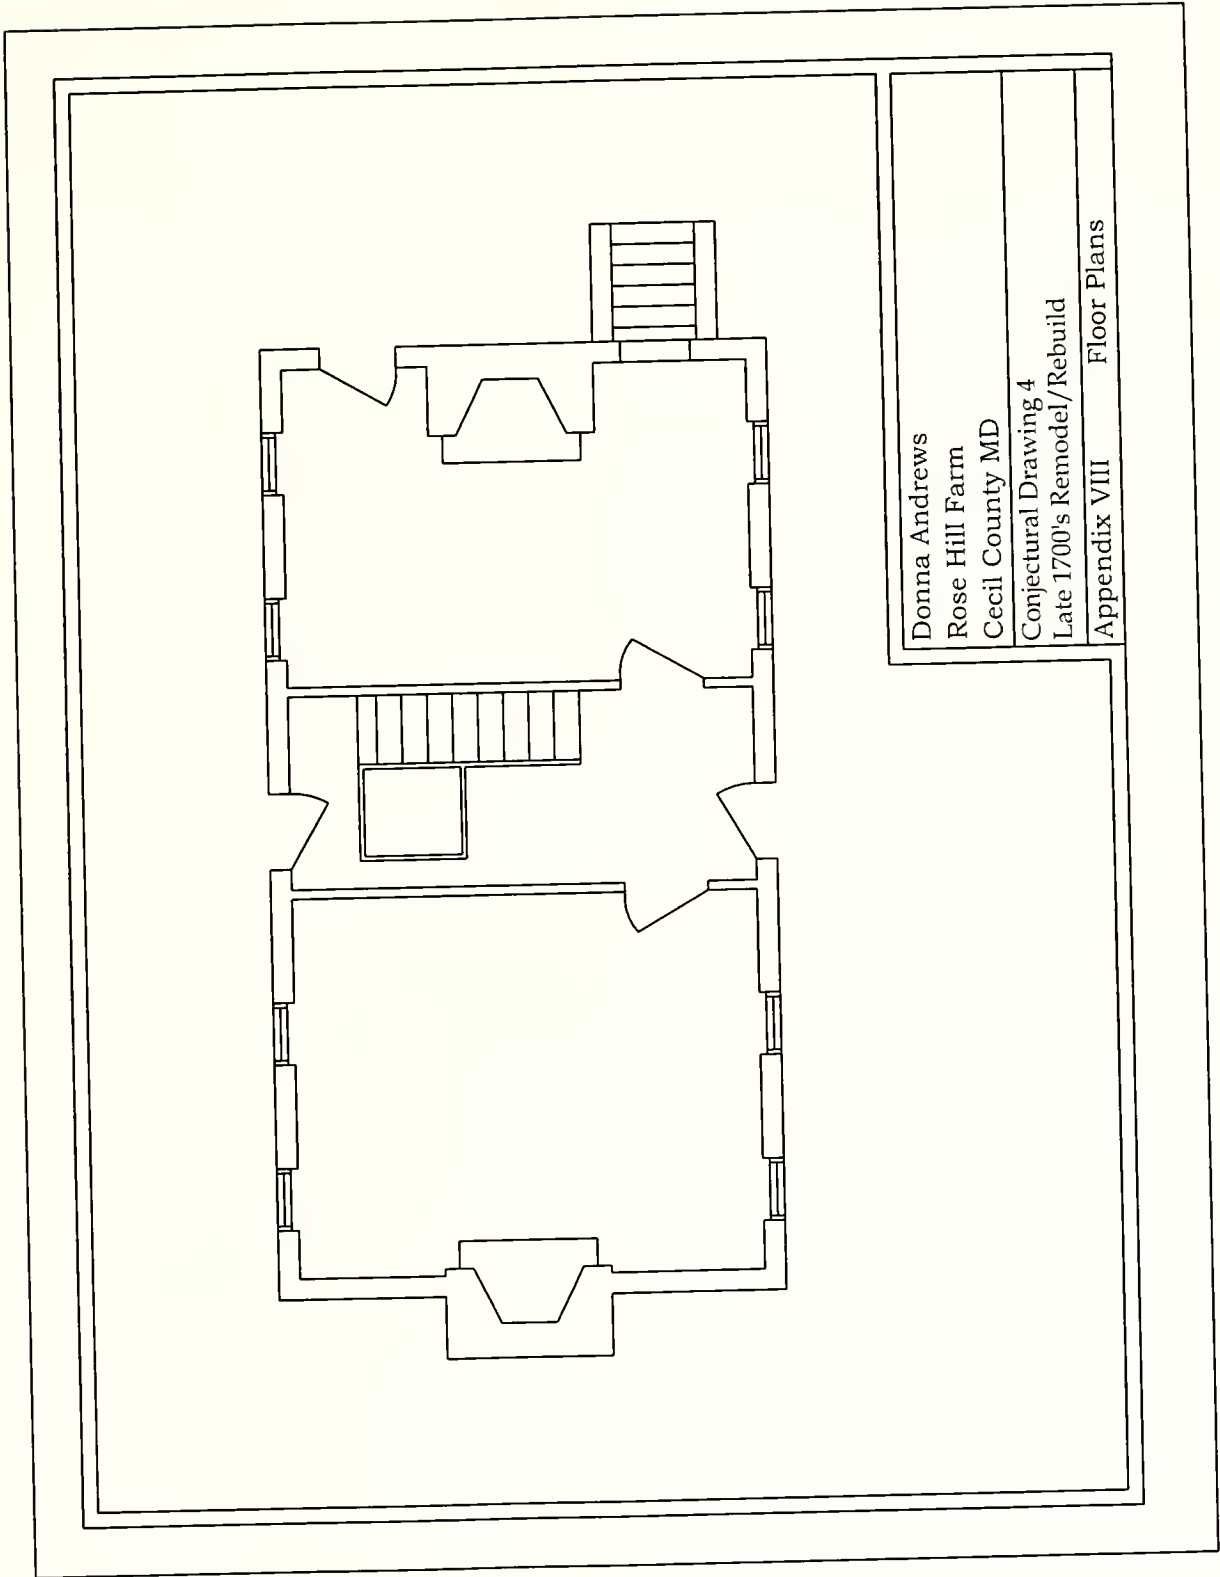 Donna Andrews
Rose Hill Farm
Cecil County MD
Conjectural Drawing 4
Late 1700's Remodel/Rebuild
Appendix VIII Floor Plans